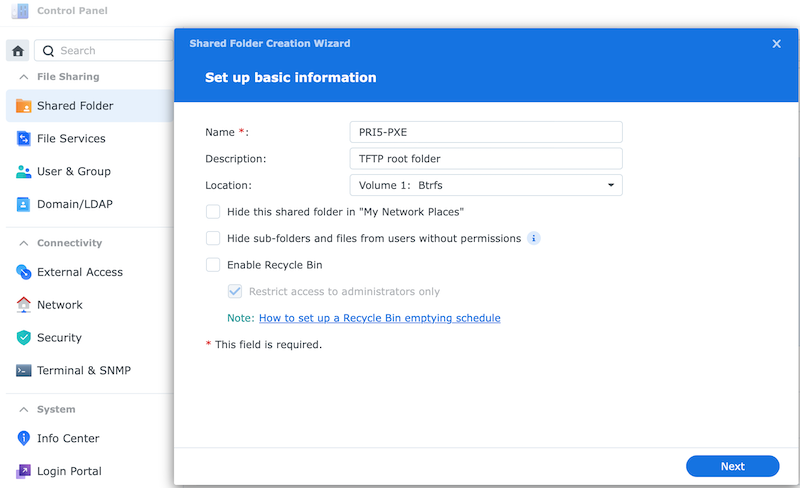 Control Panel
Search
File Sharing
Shared Folder
File Services
User & Group
Domain/LDAP
Connectivity
External Access
Network
Security
Terminal & SNMP
System
Info Center
Login Portal
Shared Folder Creation Wizard
Set up basic information
Name *: PRI5-PXE
Description: TFTP root folder
Location: Volume 1: Btrfs
Hide this shared folder in "My Network Places"
Hide sub-folders and files from users without permissions i
Enable Recycle Bin
Restrict access to administrators only
Note: How to set up a Recycle Bin emptying schedule
* This field is required.
Next